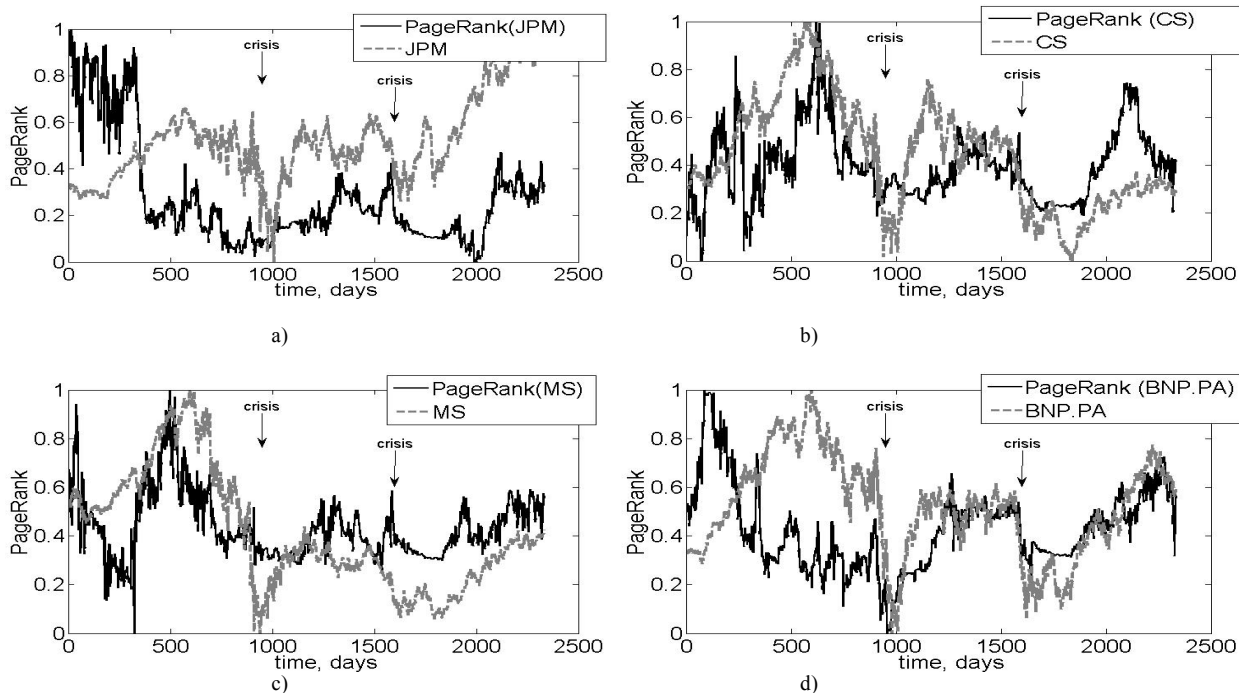 PageRank(JPM)
JPM
crisis
crisis
PageRank
1
0.8
0.6
0.4
0.2
0
0 500 1000 1500 2000 2500
time, days
a)
PageRank (CS)
CS
crisis
crisis
PageRank
1
0.8
0.6
0.4
0.2
0
0 500 1000 1500 2000 2500
time, days
b)
PageRank(MS)
MS
crisis
crisis
PageRank
1
0.8
0.6
0.4
0.2
0
0 500 1000 1500 2000 2500
time, days
c)
PageRank (BNP.PA)
BNP.PA
crisis
crisis
PageRank
1
0.8
0.6
0.4
0.2
0
0 500 1000 1500 2000 2500
time, days
d)